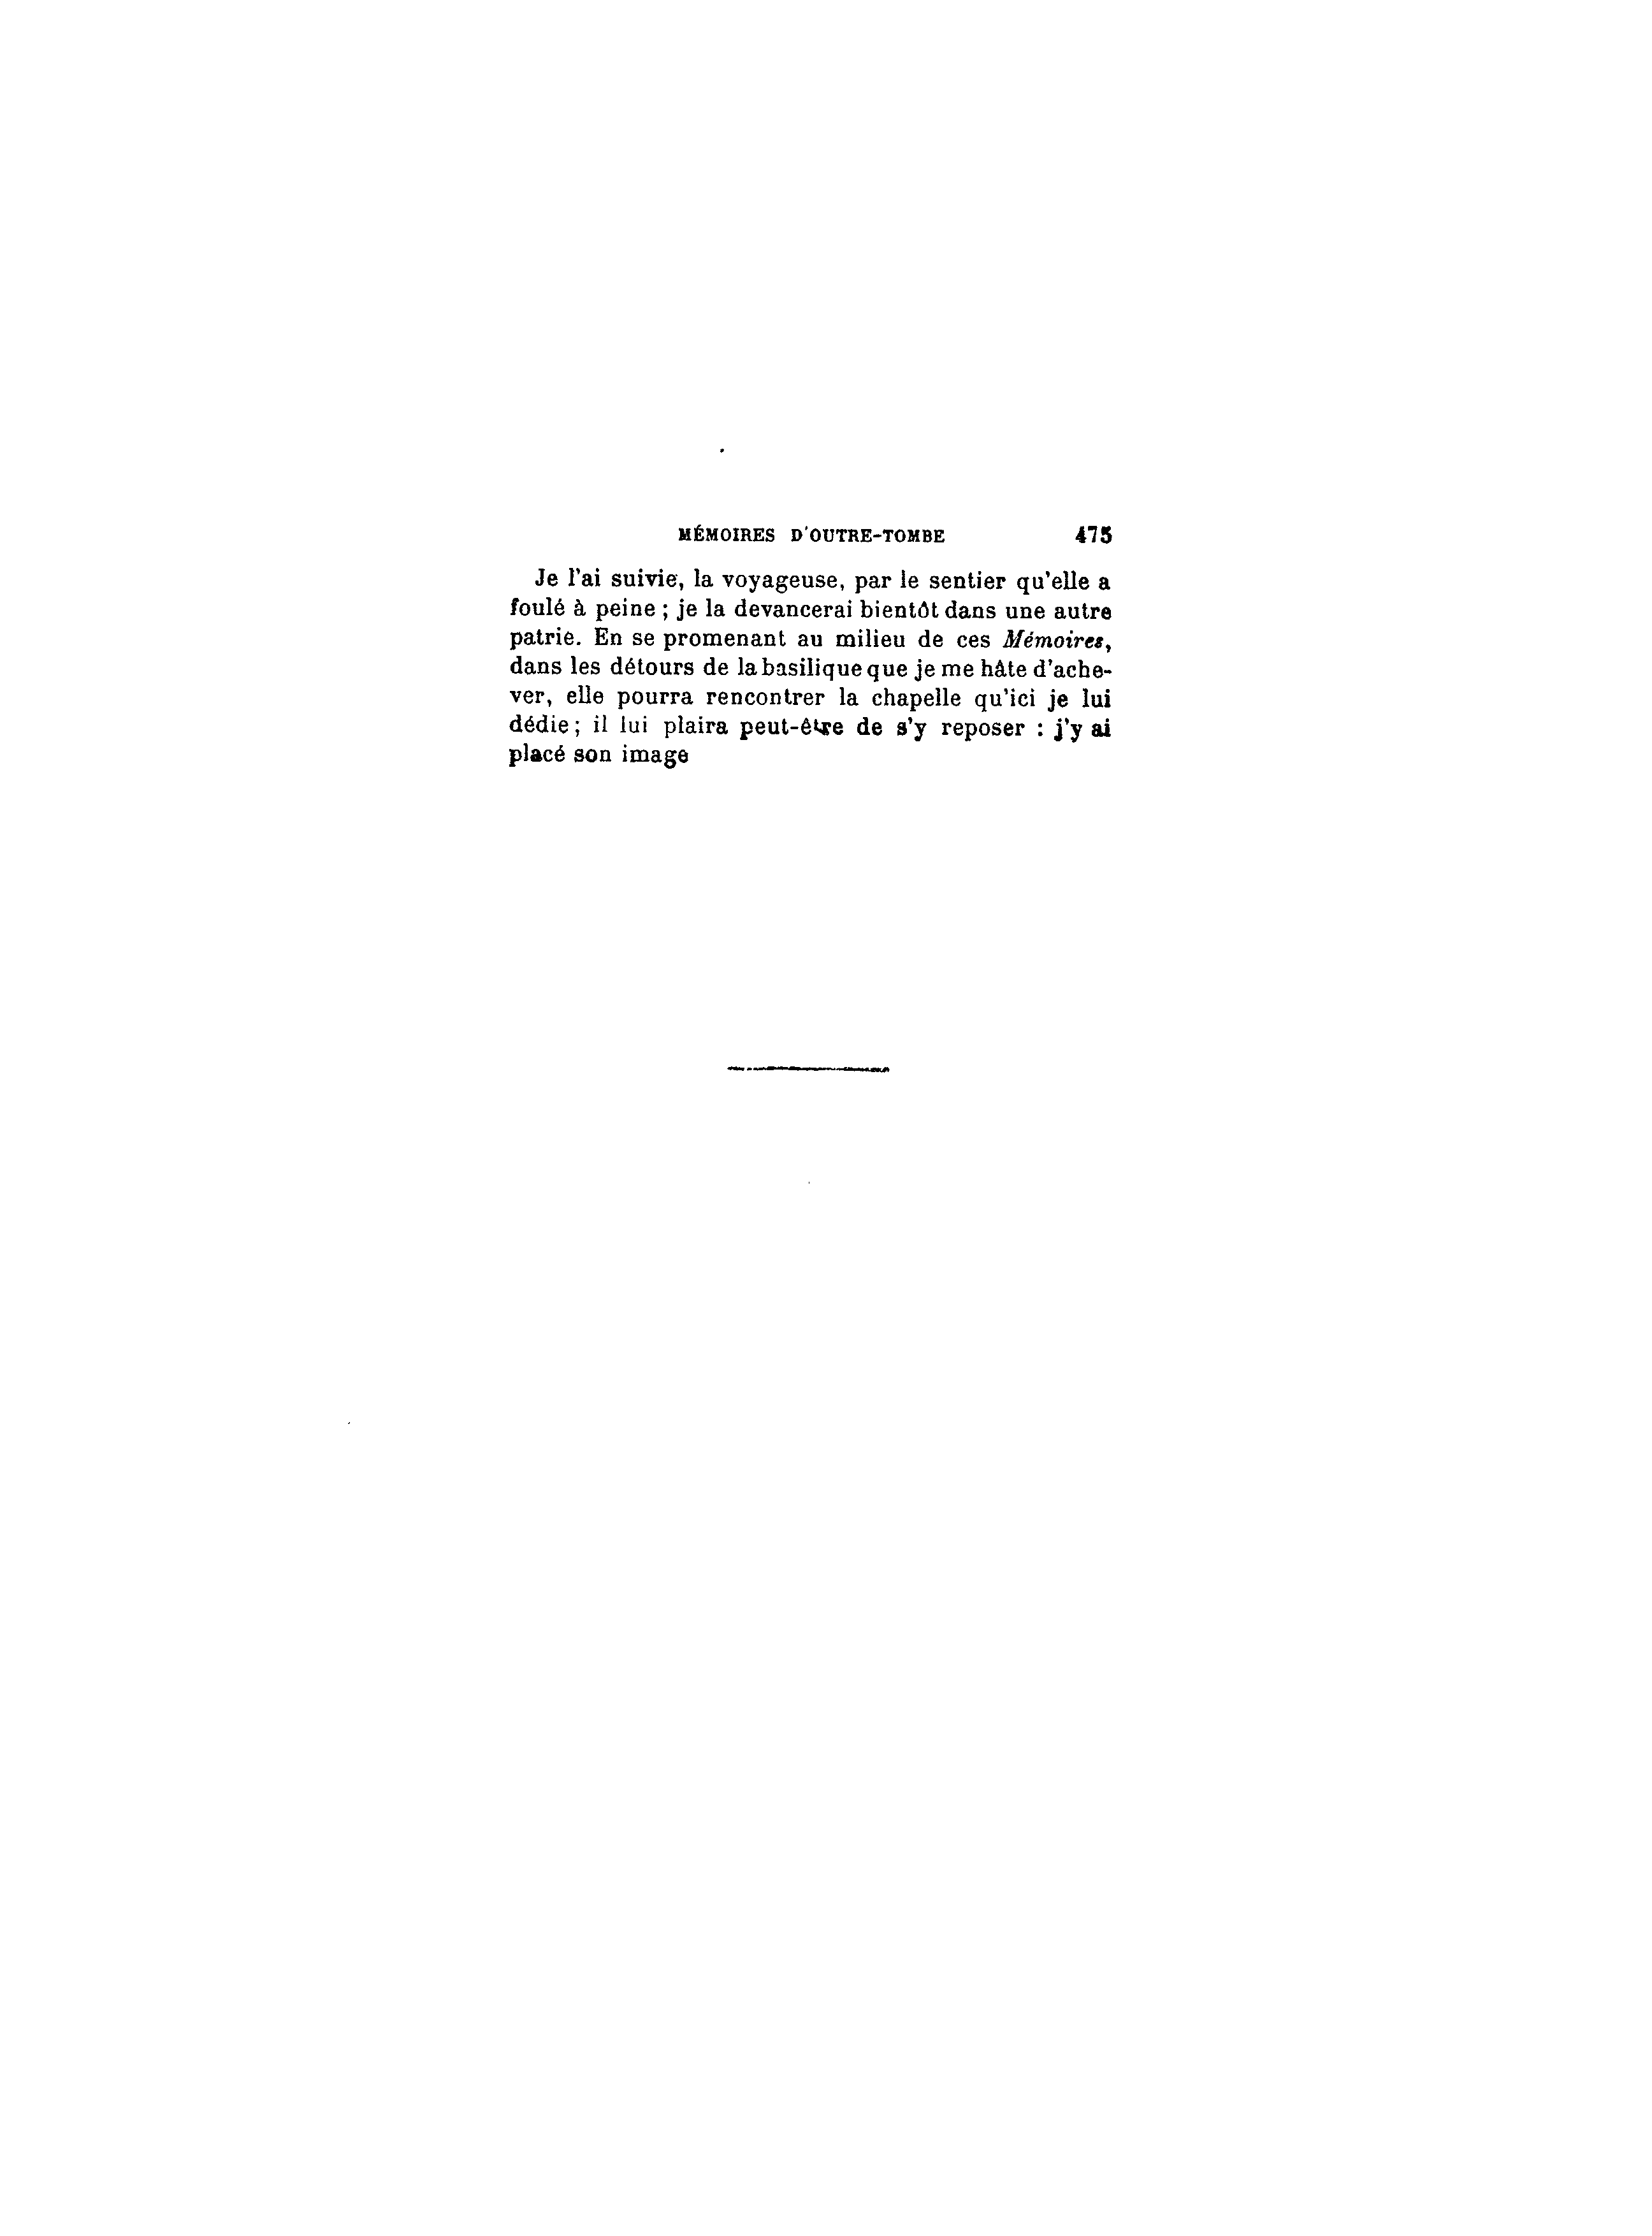 MÉMOIRES D'OUTRE-TOMBE 475
Je l'ai suivie, la voyageuse, par le sentier qu'elle a
foulé à peine ; je la devancerai bientôt dans une autre
patrie. En se promenant au milieu de ces Mémoires,
dans les détours de la basilique que je me hâte d'ache-
ver, elle pourra rencontrer la chapelle qu'ici je lui
dédie ; il lui plaira peut-être de s'y reposer : j'y ai
placé son image